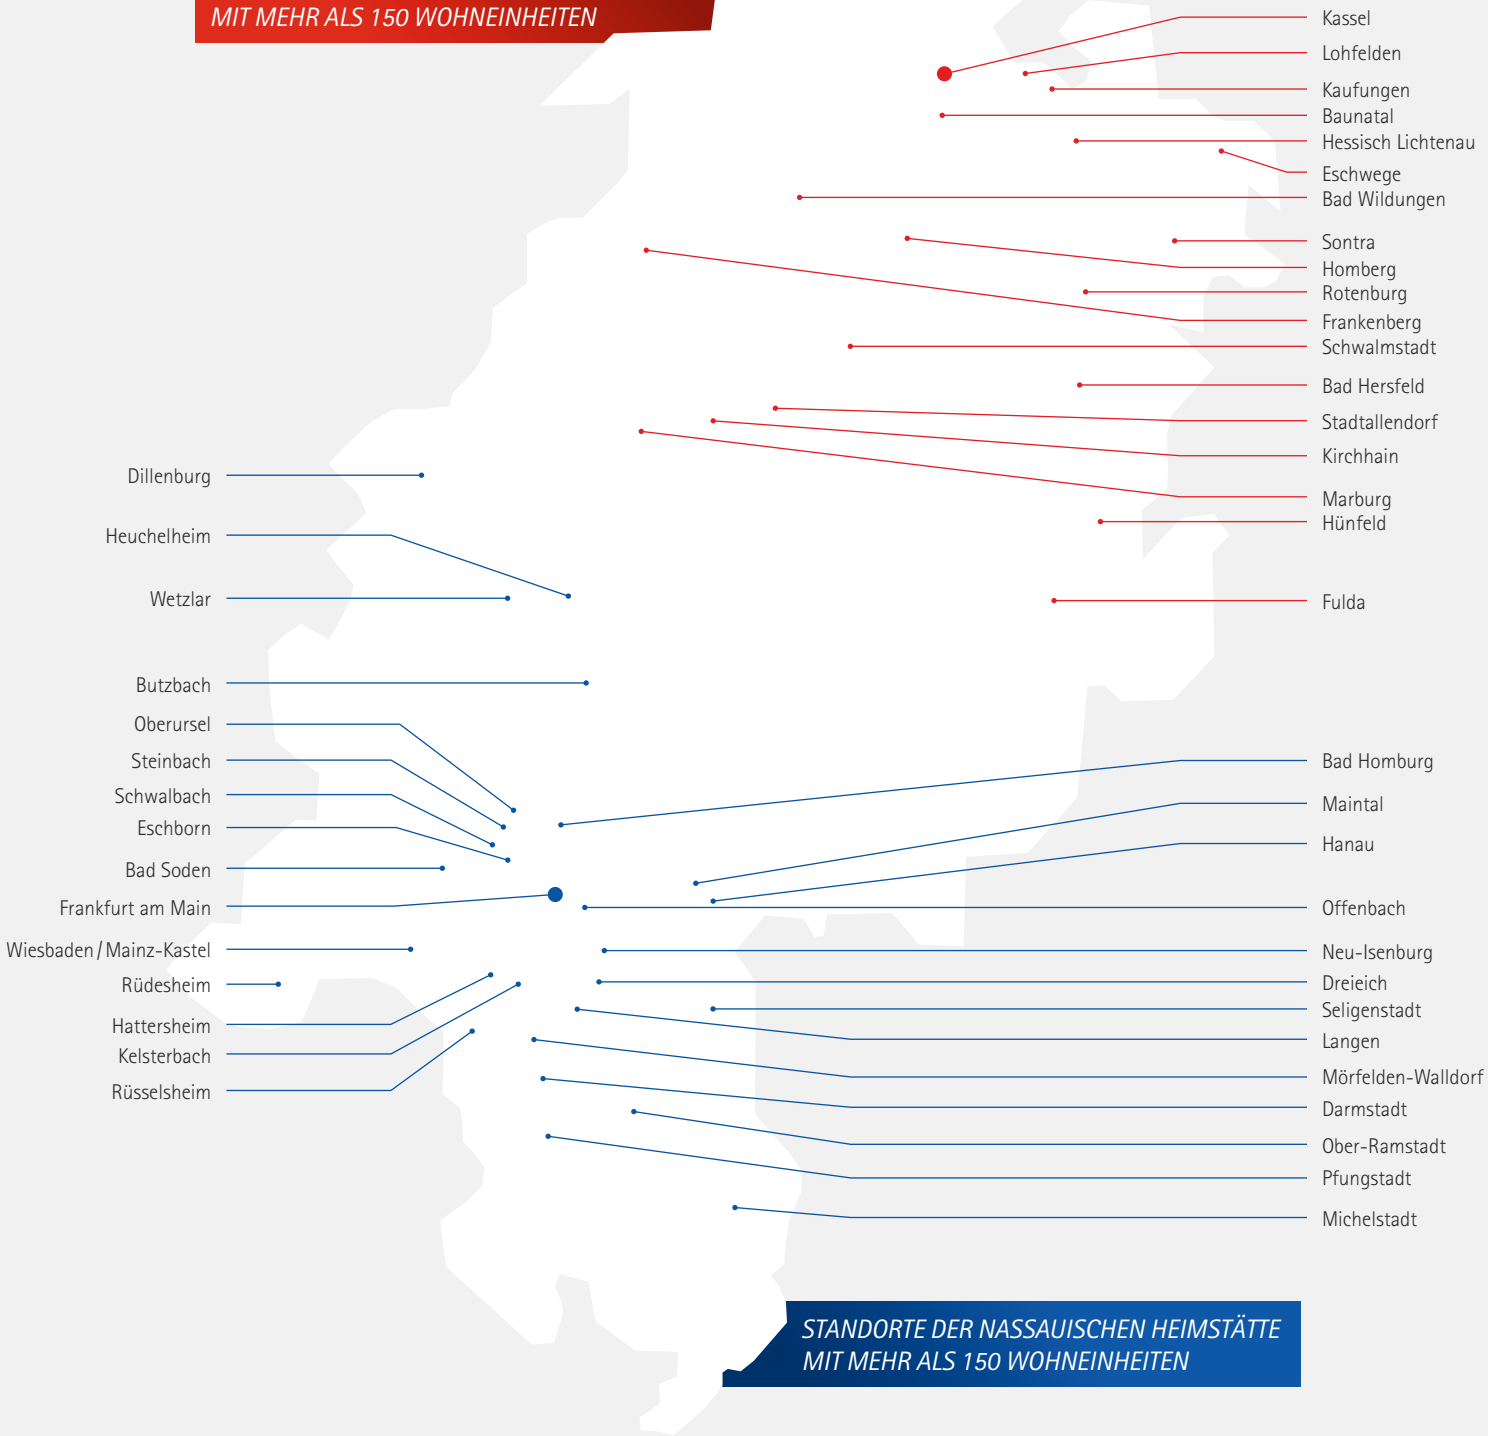 MIT MEHR ALS 150 WOHNEINHEITEN
Kassel
Lohfelden
Kaufungen
Baunatal
Hessisch Lichtenau
Eschwege
Bad Wildungen
Sontra
Homberg
Rotenburg
Frankenberg
Schwalmstadt
Bad Hersfeld
Stadtallendorf
Kirchhain
Marburg
Hünfeld
Fulda
Dillenburg
Heuchelheim
Wetzlar
Butzbach
Oberursel
Steinbach
Schwalbach
Eschborn
Bad Soden
Frankfurt am Main
Wiesbaden / Mainz-Kastel
Rüdesheim
Hattersheim
Kelsterbach
Rüsselsheim
Bad Homburg
Maintal
Hanau
Offenbach
Neu-Isenburg
Dreieich
Seligenstadt
Langen
Mörfelden-Walldorf
Darmstadt
Ober-Ramstadt
Pfungstadt
Michelstadt
STANDORTE DER NASSAUISCHEN HEIMSTÄTTE
MIT MEHR ALS 150 WOHNEINHEITEN